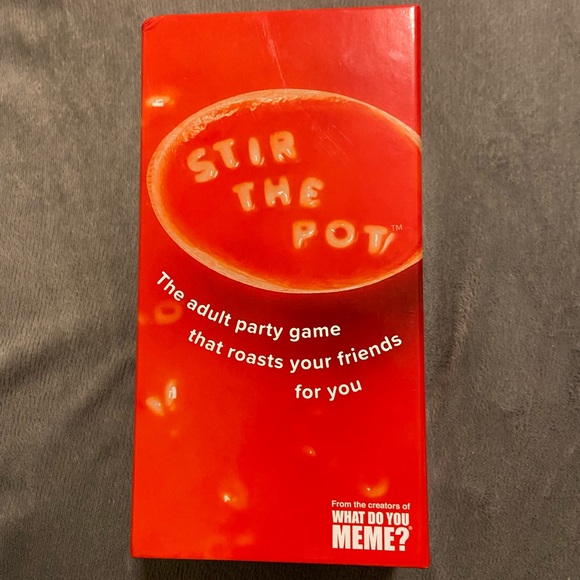 STIR
THE
POT™
The adult party game
that roasts your friends
for you
From the creators of
WHAT DO YOU
MEME?®